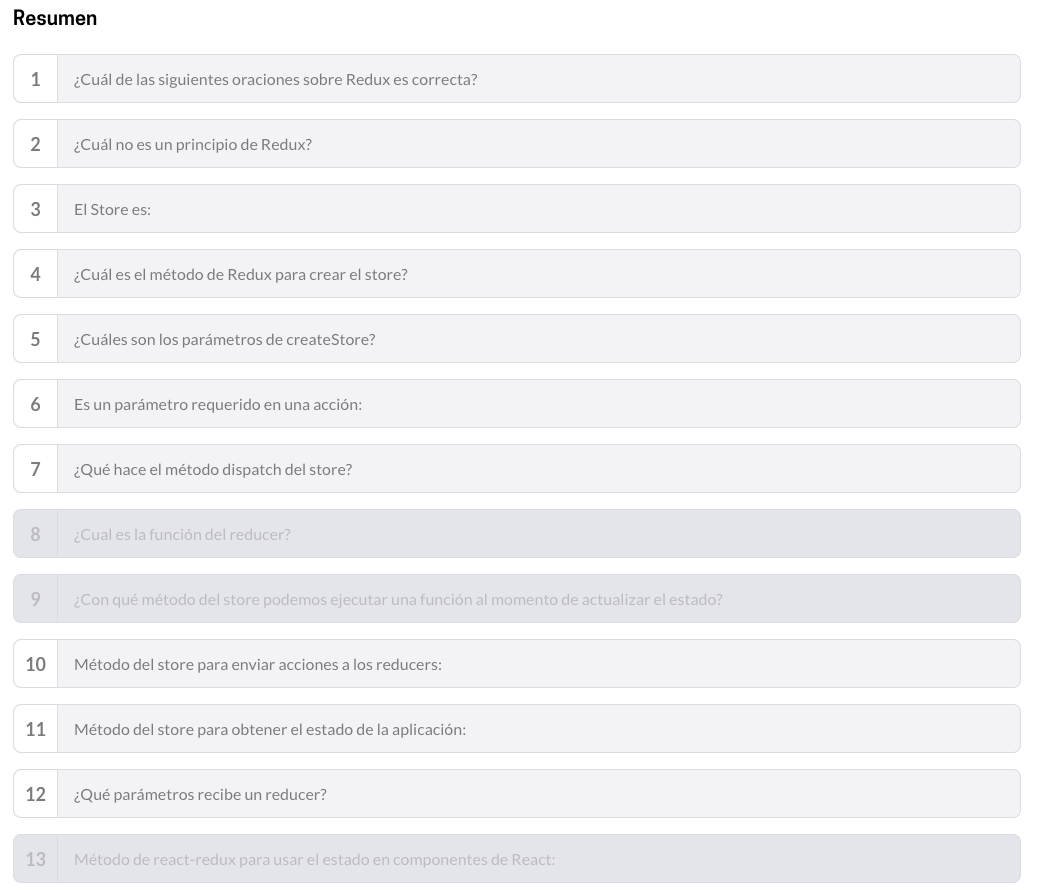 Resumen
1 ¿Cuál de las siguientes oraciones sobre Redux es correcta?
2 ¿Cuál no es un principio de Redux?
3 El Store es:
4 ¿Cuál es el método de Redux para crear el store?
5 ¿Cuáles son los parámetros de createStore?
6 Es un parámetro requerido en una acción:
7 ¿Qué hace el método dispatch del store?
8 ¿Cual es la función del reducer?
9 ¿Con qué método del store podemos ejecutar una función al momento de actualizar el estado?
10 Método del store para enviar acciones a los reducers:
11 Método del store para obtener el estado de la aplicación:
12 ¿Qué parámetros recibe un reducer?
13 Método de react-redux para usar el estado en componentes de React: